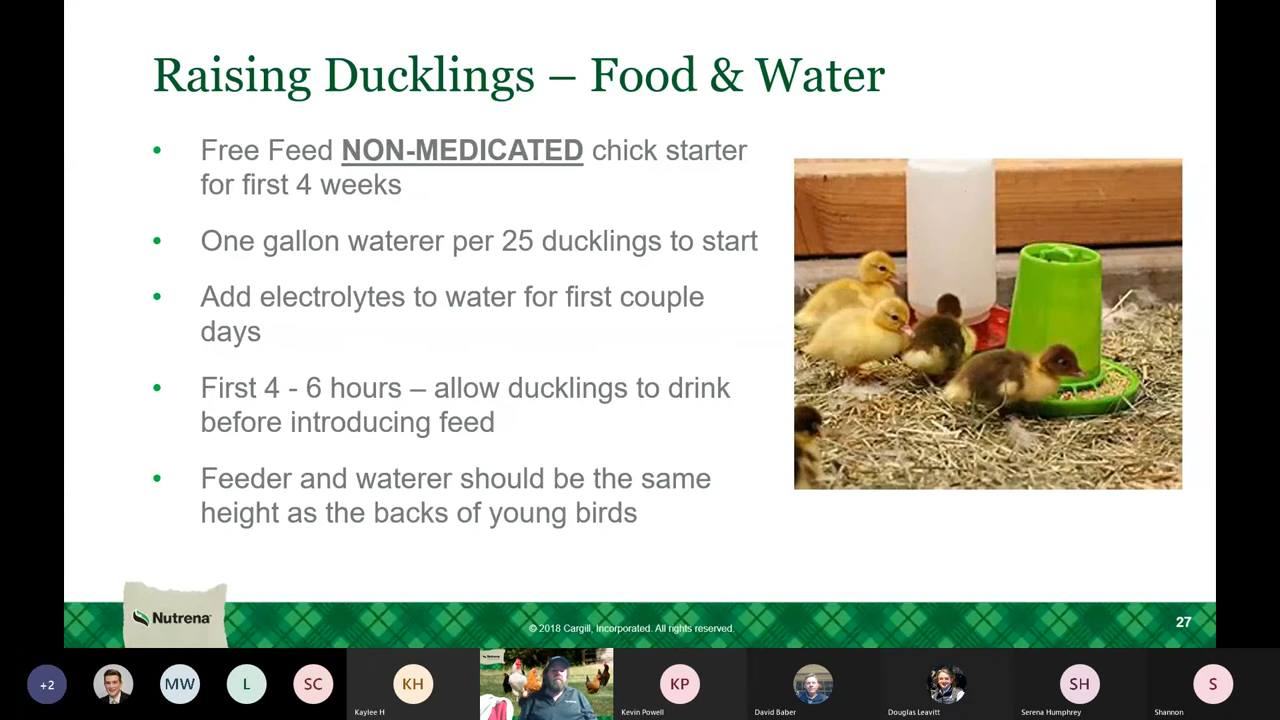 Raising Ducklings – Food & Water
• Free Feed NON-MEDICATED chick starter
for first 4 weeks
• One gallon waterer per 25 ducklings to start
• Add electrolytes to water for first couple
days
• First 4 - 6 hours – allow ducklings to drink
before introducing feed
• Feeder and waterer should be the same
height as the backs of young birds
Nutrena®
© 2018 Cargill, Incorporated. All rights reserved.
27
+2
MW
L
SC
KH
Kaylee H
Nutrena
KP
Kevin Powell
David Baber
Douglas Leavitt
SH
Serena Humphrey
S
Shannon